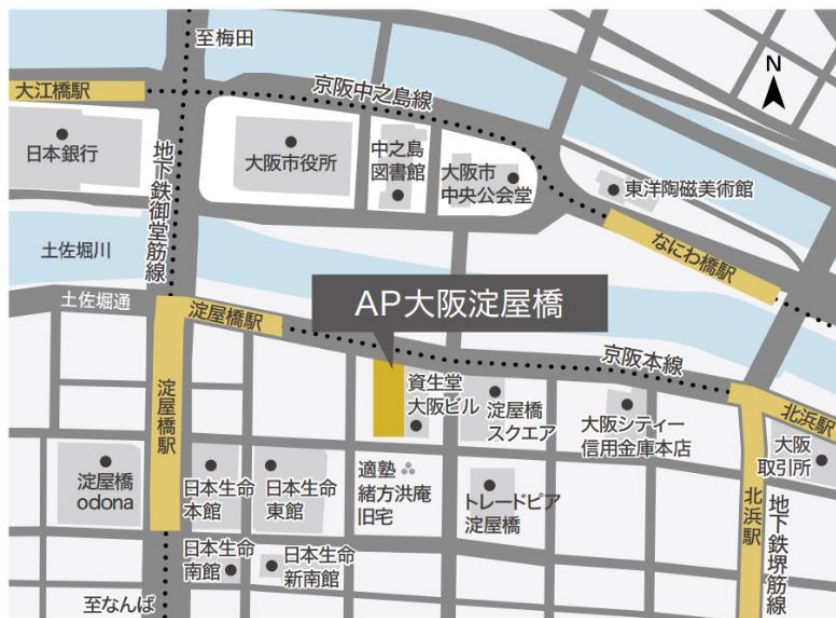 至梅田
N
大江橋駅
京阪中之島線
日本銀行
大阪市役所
中之島
図書館
大阪市
中央公会堂
東洋陶磁美術館
地下鉄御堂筋線
なにわ橋駅
土佐堀川
土佐堀通
淀屋橋駅
AP大阪淀屋橋
京阪本線
淀屋橋駅
資生堂
大阪ビル
淀屋橋
スクエア
大阪シティー
信用金庫本店
北浜駅
大阪
取引所
淀屋橋
odona
日本生命
本館
日本生命
東館
適塾
緒方洪庵
旧宅
トレードピア
淀屋橋
北浜駅
地下鉄堺筋線
日本生命
南館
日本生命
新南館
至なんば